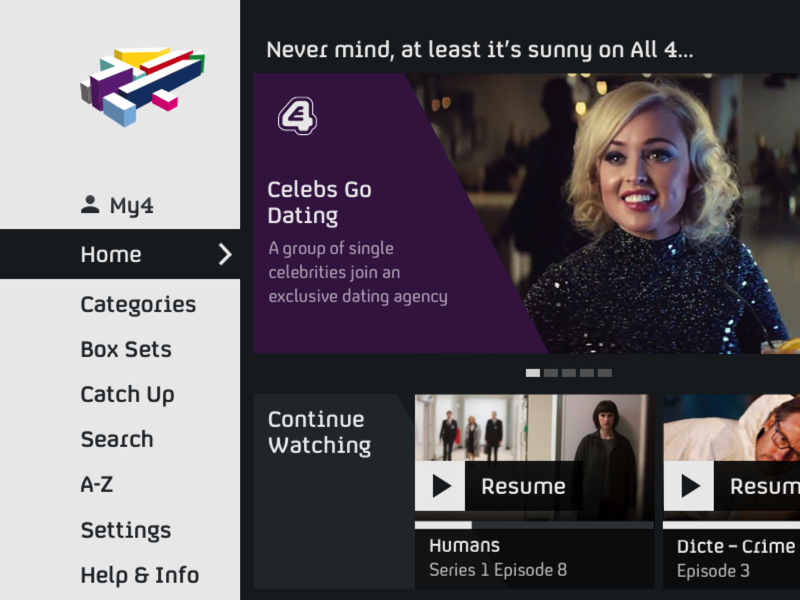 Never mind, at least it's sunny on All 4...
4
Celebs Go
Dating
A group of single
celebrities join an
exclusive dating agency
My4
Home
Categories
Box Sets
Catch Up
Search
A-Z
Settings
Help & Info
Continue
Watching
Resume
Humans
Series 1 Episode 8
Resum
Dicte – Crime
Episode 3